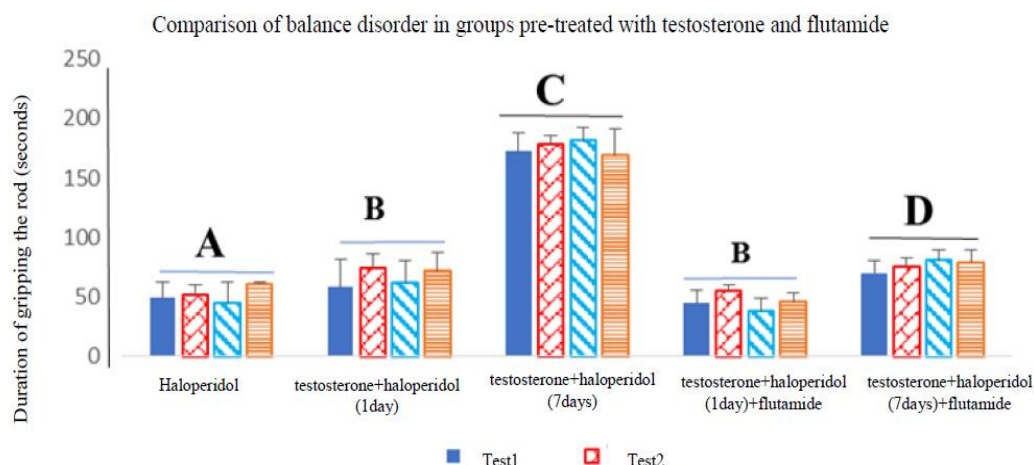 Comparison of balance disorder in groups pre-treated with testosterone and flutamide
Duration of gripping the rod (seconds)
250
200
150
100
50
0
A
B
C
B
D
Haloperidol
testosterone+haloperidol
(1day)
testosterone+haloperidol
(7days)
testosterone+haloperidol
(1day)+flutamide
testosterone+haloperidol
(7days)+flutamide
Test1
Test2